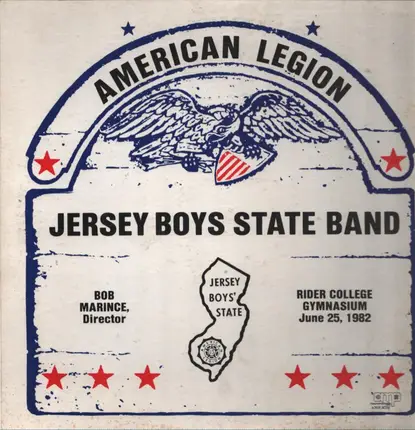 AMERICAN LEGION
JERSEY BOYS STATE BAND
JERSEY
BOYS'
STATE
BOB
MARINCE,
Director
RIDER COLLEGE
GYMNASIUM
June 25, 1982